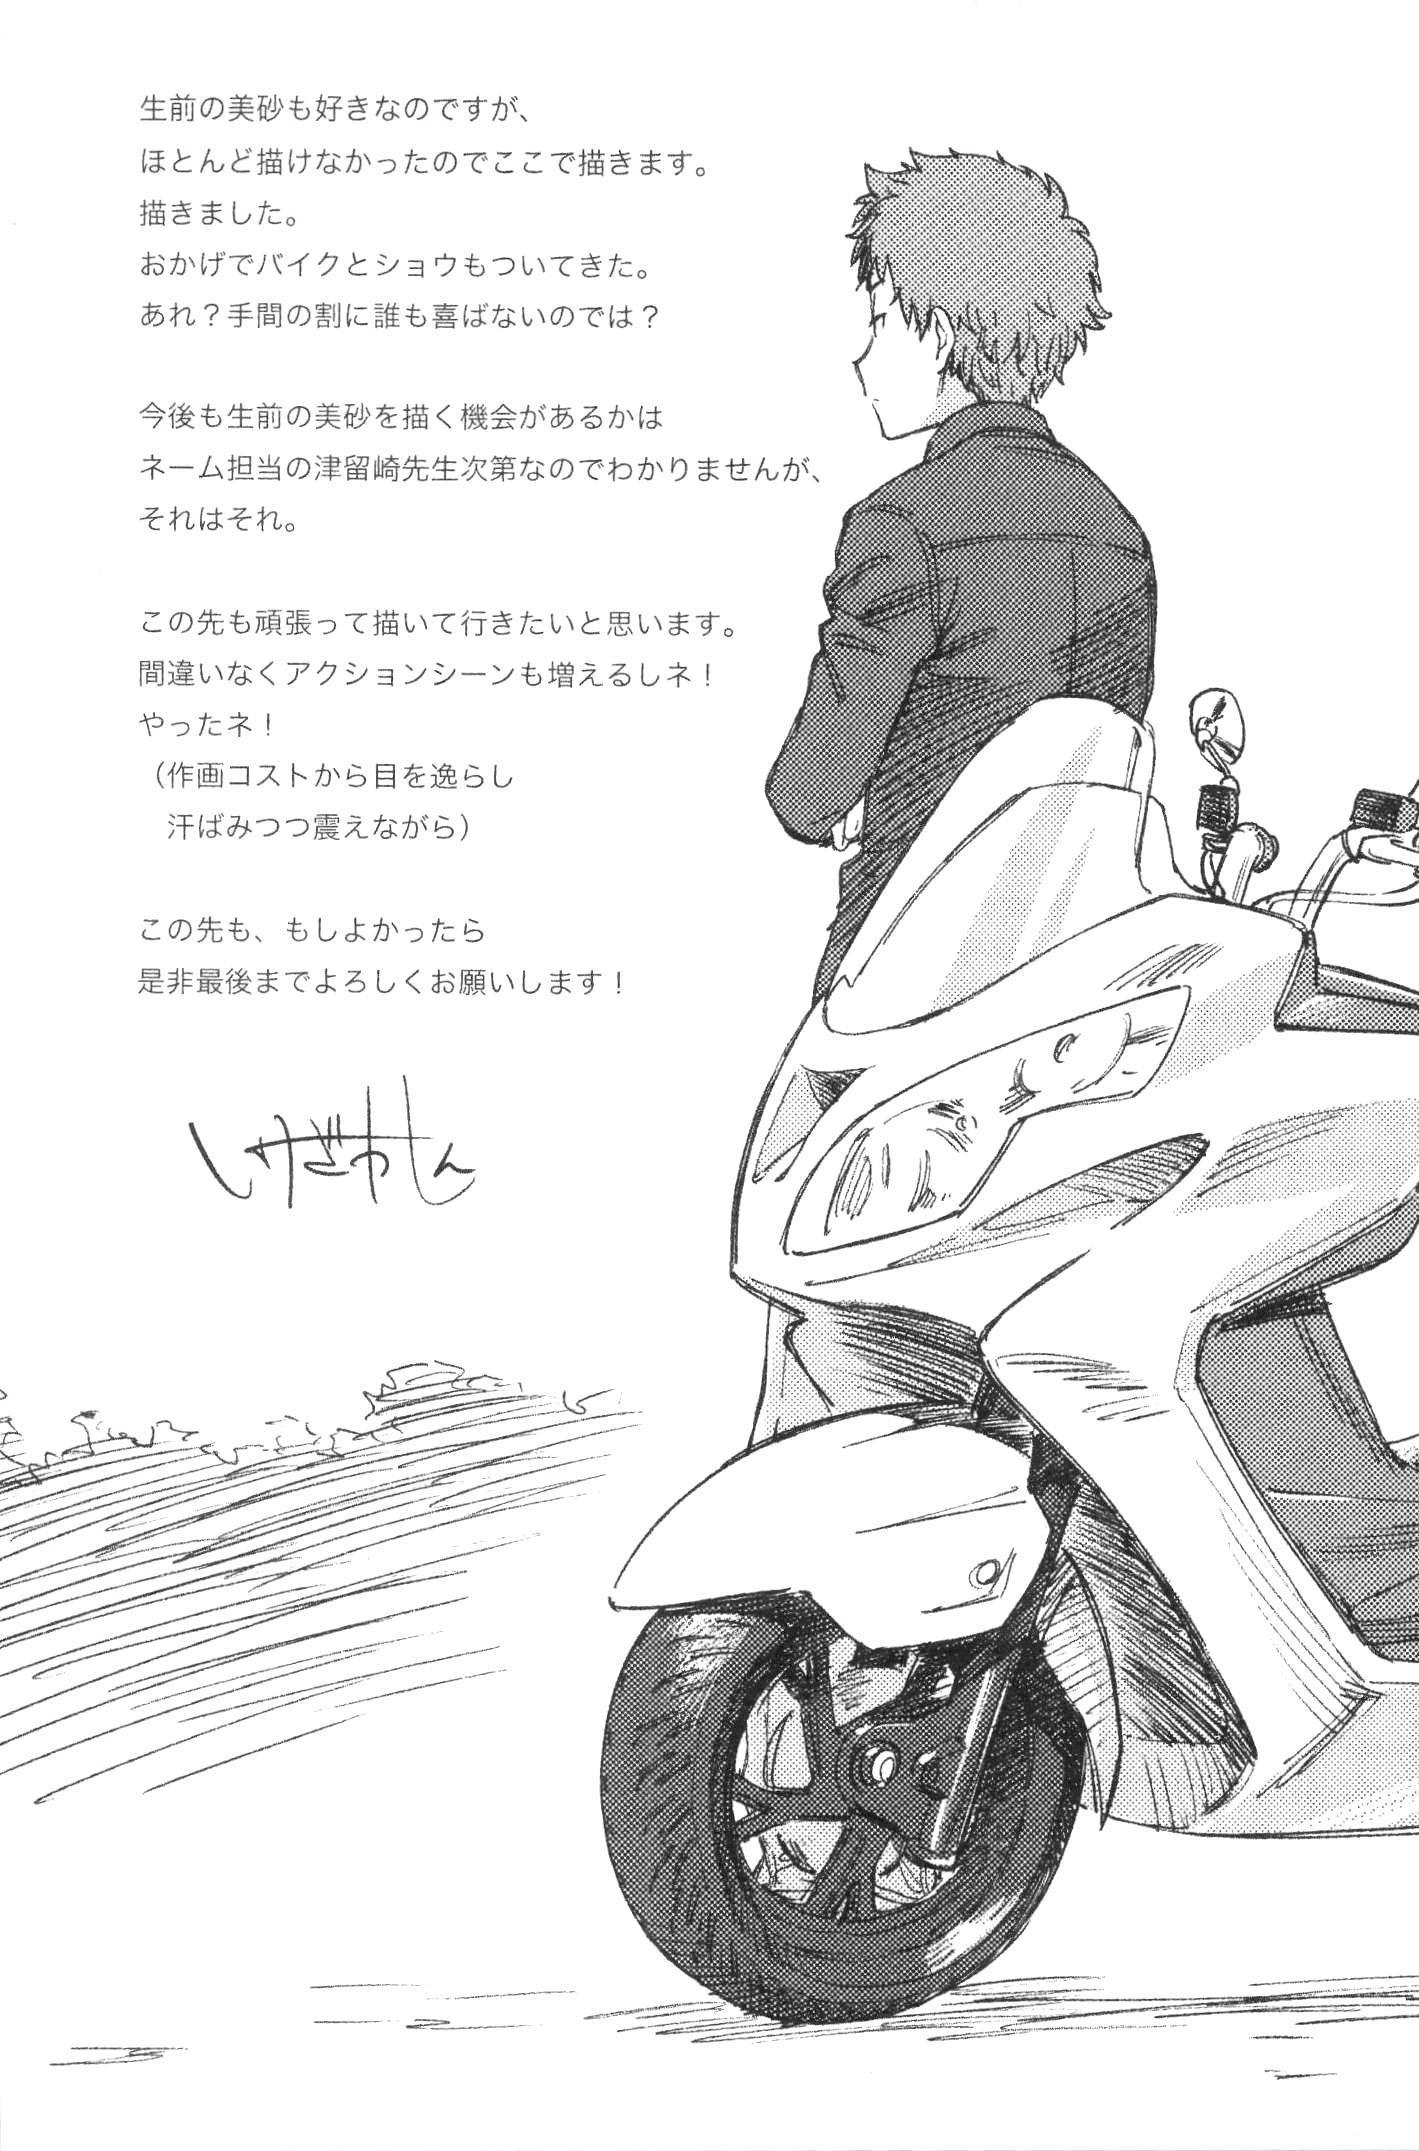 生前の美砂も好きなのですが、
ほとんど描けなかったのでここで描きます。
描きました。
おかげでバイクとショウもついてきた。
あれ？手間の割に誰も喜ばないのでは？
今後も生前の美砂を描く機会があるかは
ネーム担当の津留崎先生次第なのでわかりませんが、
それはそれ。
この先も頑張って描いて行きたいと思います。
間違いなくアクションシーンも増えるしネ！
やったネ！
（作画コストから目を逸らし
汗ばみつつ震えながら）
この先も、もしよかったら
是非最後までよろしくお願いします！
いけざわしん